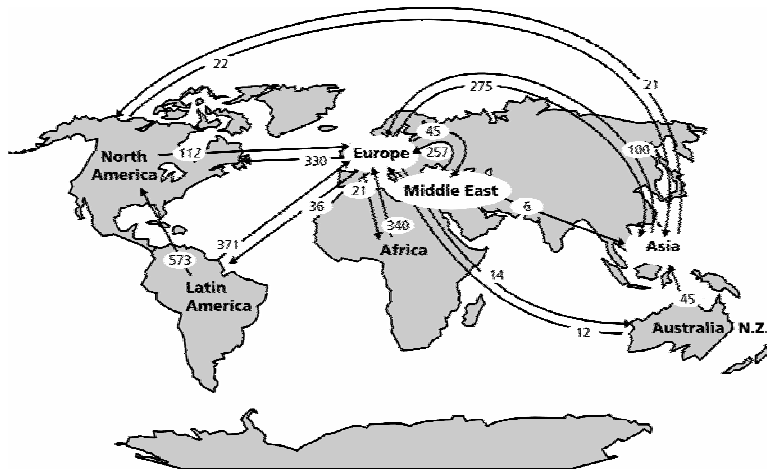 22
21
275
45
112
330
Europe
257
100
North
America
21
Middle East
36
6
340
371
Africa
Asia
573
14
Latin
America
45
12
Australia
N.Z.